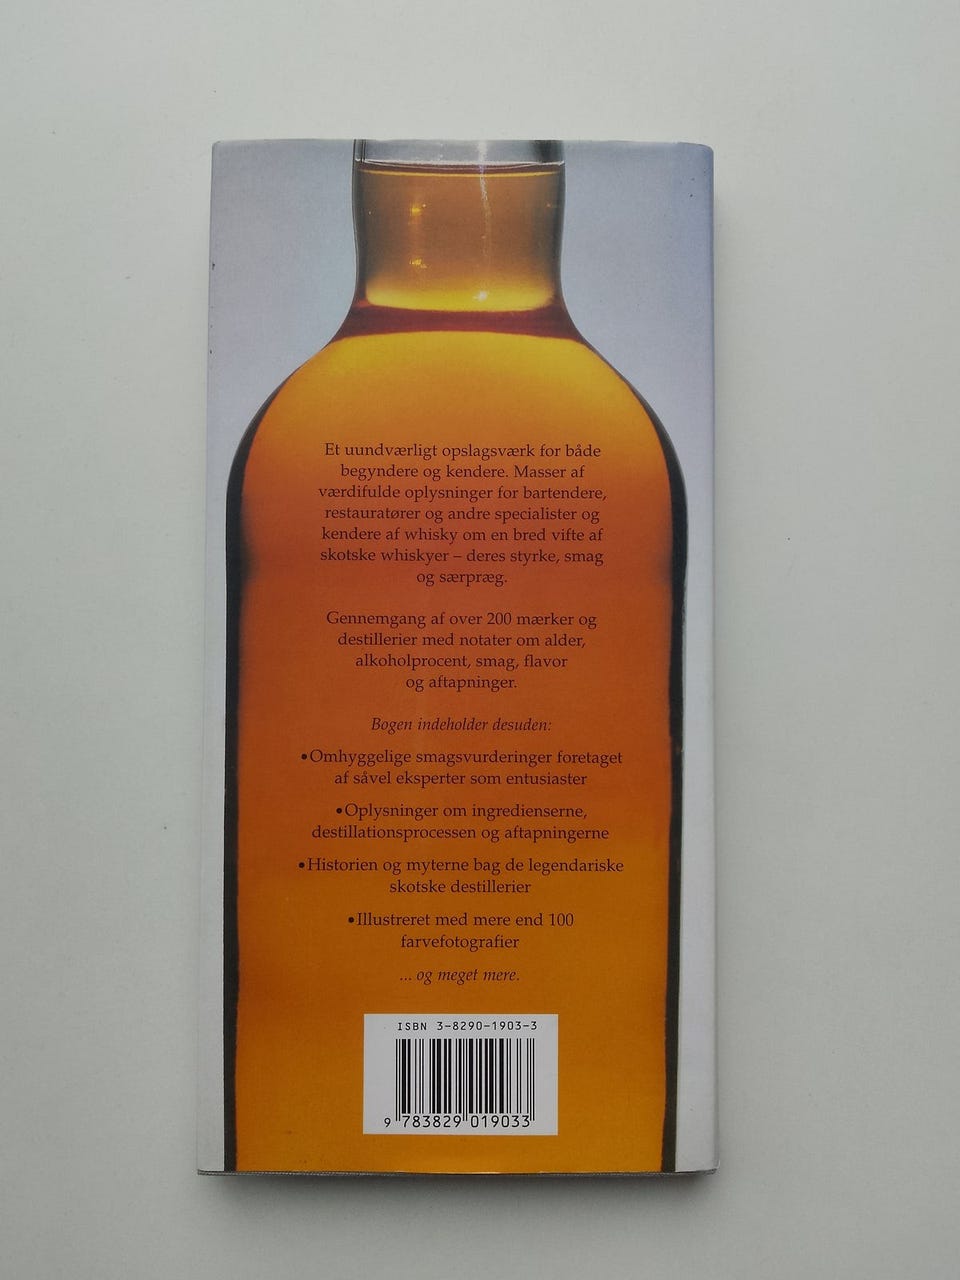 Et uundværligt opslagsværk for både
begyndere og kendere. Masser af
værdifulde oplysninger for bartendere,
restauratører og andre specialister og
kendere af whisky om en bred vifte af
skotske whiskyer – deres styrke, smag
og særpræg.
Gennemgang af over 200 mærker og
destillerier med notater om alder,
alkoholprocent, smag, flavor
og aftapninger.
Bogen indeholder desuden:
•Omhyggelige smagsvurderinger foretaget
af såvel eksperter som entusiaster
•Oplysninger om ingredienserne,
destillationsprocessen og aftapningerne
•Historien og myterne bag de legendariske
skotske destillerier
•Illustreret med mere end 100
farvefotografier
... og meget mere.
ISBN 3-8290-1903-3
9 783829 019033